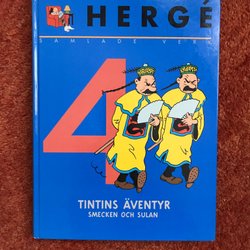 HERGÉ
SAMLADE VERK
4
TINTINS ÄVENTYR
SMECKEN OCH SULAN